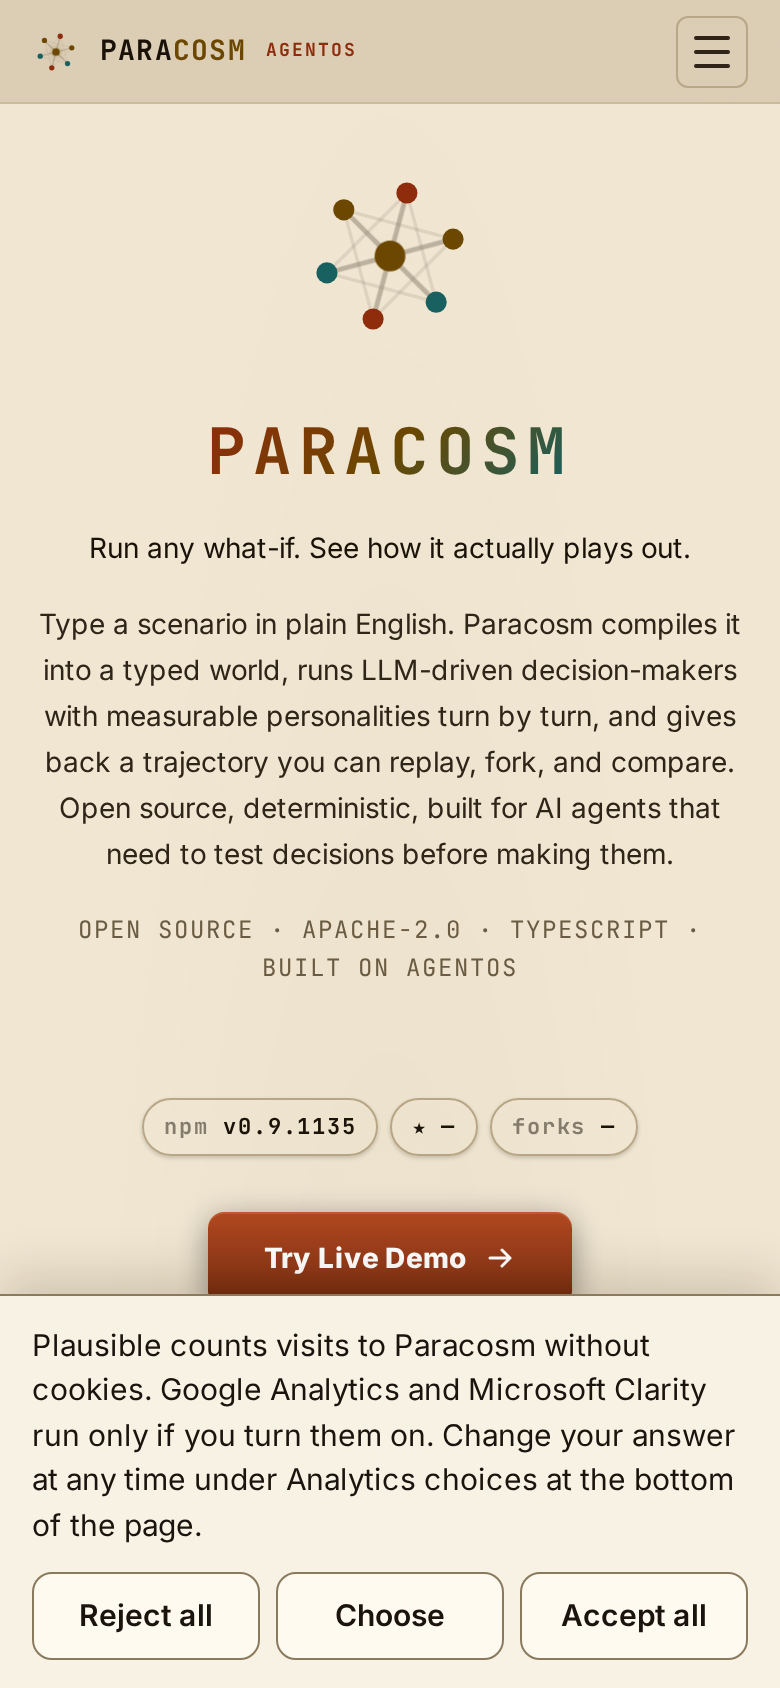 PARACOSM AGENTOS
PARACOSM
Run any what-if. See how it actually plays out.
Type a scenario in plain English. Paracosm compiles it
into a typed world, runs LLM-driven decision-makers
with measurable personalities turn by turn, and gives
back a trajectory you can replay, fork, and compare.
Open source, deterministic, built for AI agents that
need to test decisions before making them.
OPEN SOURCE · APACHE-2.0 · TYPESCRIPT ·
BUILT ON AGENTOS
npm v0.9.1135 ★ — forks —
Try Live Demo →
Plausible counts visits to Paracosm without
cookies. Google Analytics and Microsoft Clarity
run only if you turn them on. Change your answer
at any time under Analytics choices at the bottom
of the page.
Reject all Choose Accept all